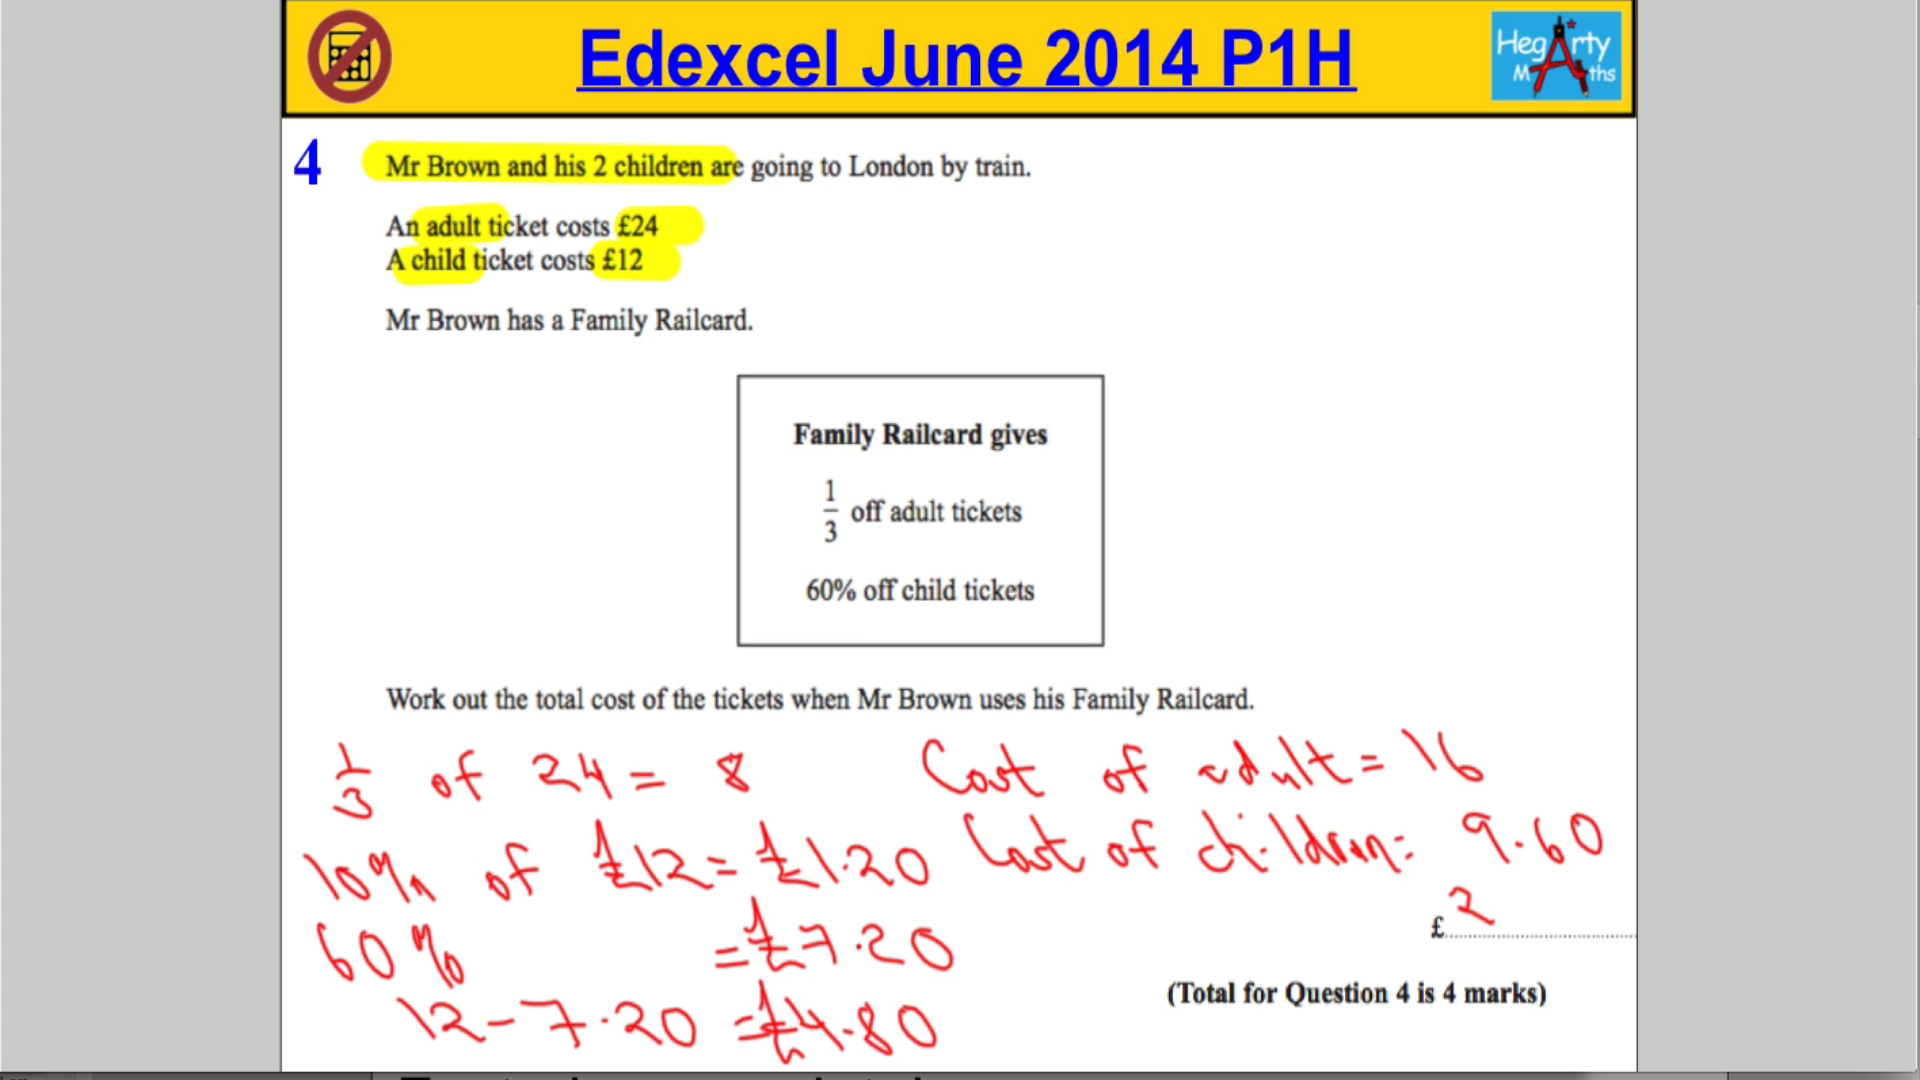 Edexcel June 2014 P1H
HegArty
Maths
4 Mr Brown and his 2 children are going to London by train.
An adult ticket costs £24
A child ticket costs £12
Mr Brown has a Family Railcard.
Family Railcard gives
1/3 off adult tickets
60% off child tickets
Work out the total cost of the tickets when Mr Brown uses his Family Railcard.
1/3 of 24 = 8
Cost of adult = 16
10% of £12 = £1.20
Cost of children = 9.60
60% = £7.20
£ 2
12 - 7.20 = £4.80
(Total for Question 4 is 4 marks)